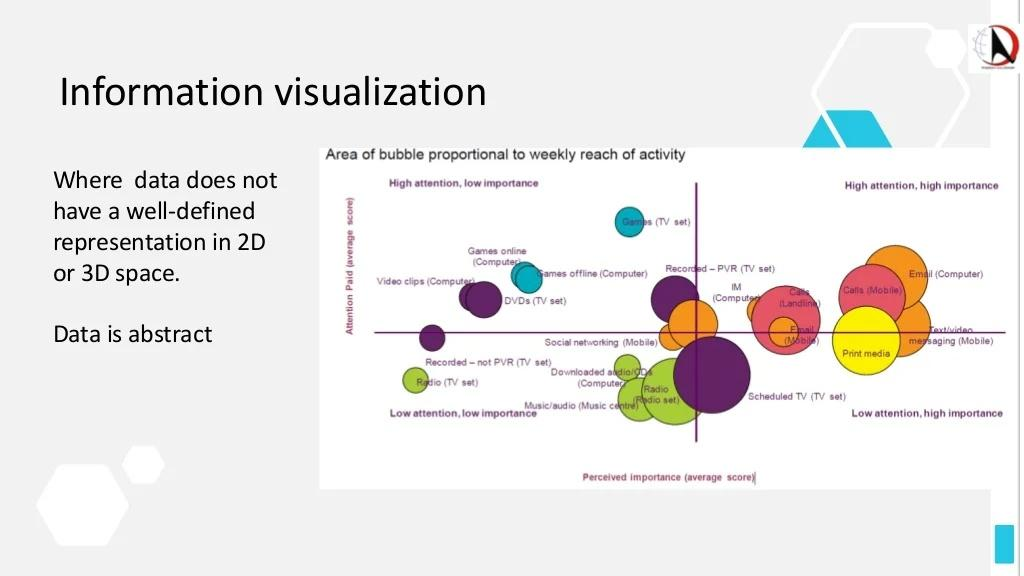 Information visualization
Where  data does not
have a well-defined
representation in 2D
or 3D space.
Data is abstract
Area of bubble proportional to weekly reach of activity
High attention, low importance
High attention, high importance
Attention Paid (average score)
Games (TV set)
Games online
(Computer)
Games offline (Computer)
Video clips (Computer)
DVDs (TV set)
Recorded – PVR (TV set)
IM
(Computer)
Calls
(Landline)
Calls (Mobile)
Email (Computer)
Email
(Mobile)
Text/video
messaging (Mobile)
Social networking (Mobile)
Print media
Recorded – not PVR (TV set)
Radio (TV set)
Downloaded audio/CDs
(Computer)
Radio
(Radio set)
Music/audio (Music centre)
Scheduled TV (TV set)
Low attention, low importance
Low attention, high importance
Perceived importance (average score)